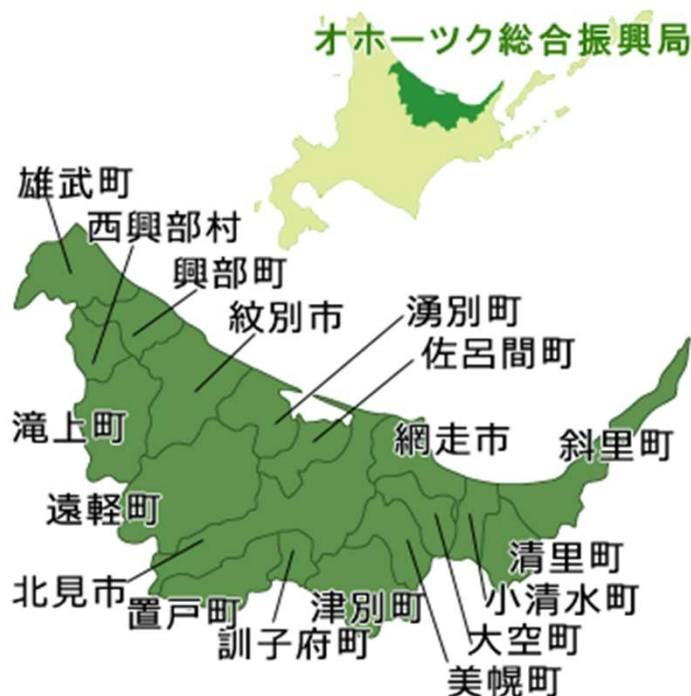 オホーツク総合振興局
雄武町
西興部村
興部町
紋別市
湧別町
佐呂間町
網走市
斜里町
滝上町
遠軽町
北見市
置戸町
訓子府町
津別町
清里町
小清水町
大空町
美幌町